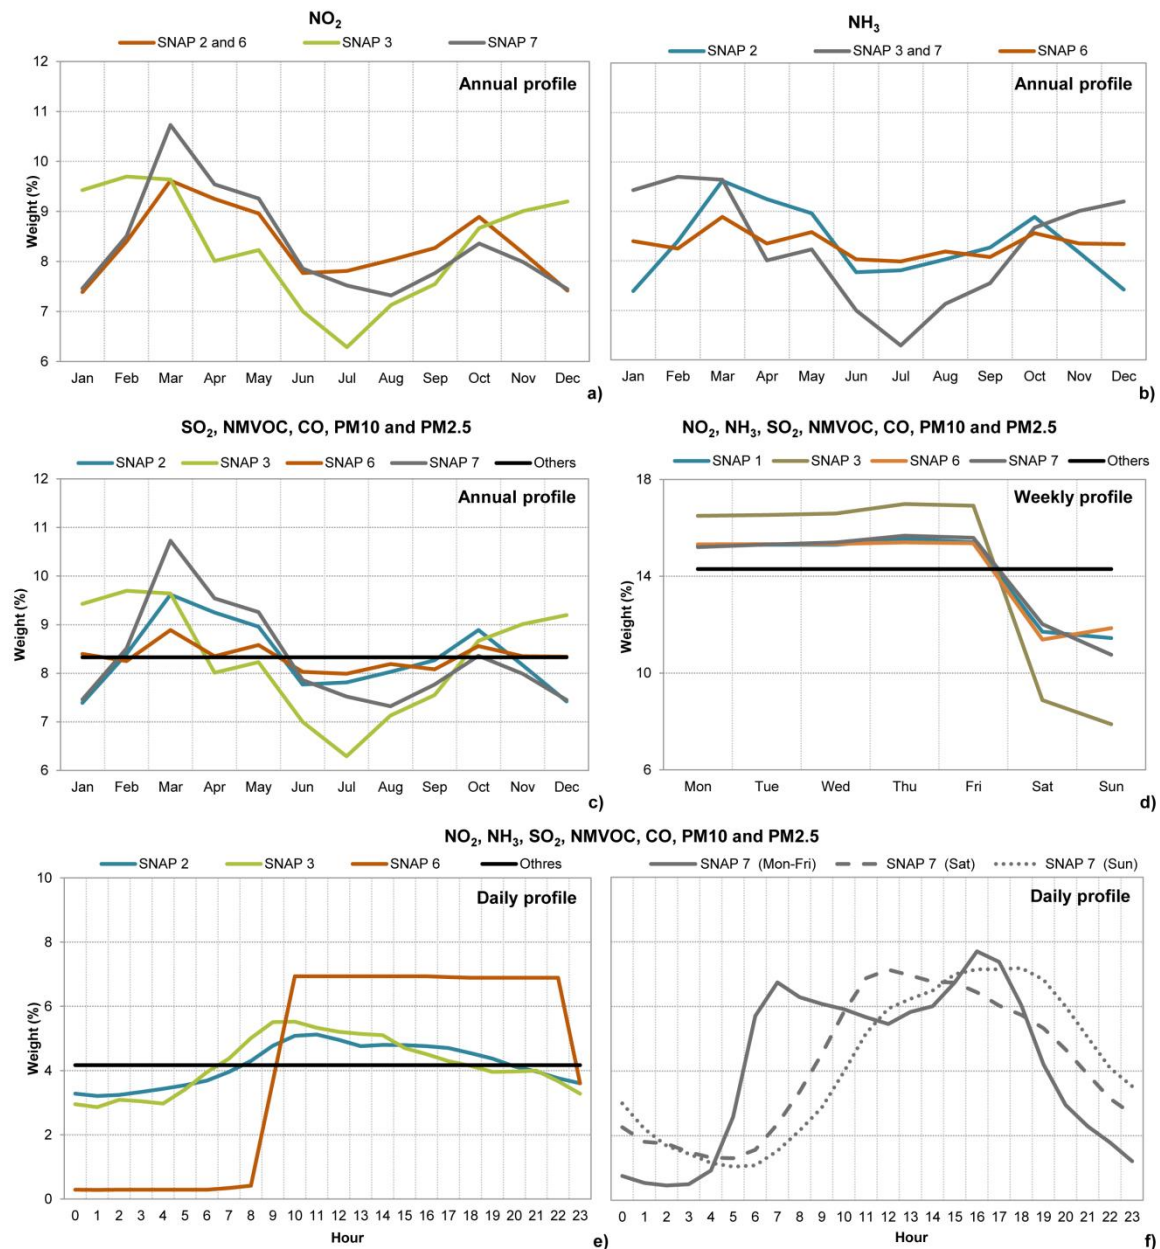 NO₂
SNAP 2 and 6 SNAP 3 SNAP 7
Annual profile
Weight (%)
12
11
10
9
8
7
6
Jan Feb Mar Apr May Jun Jul Aug Sep Oct Nov Dec
a)
NH₃
SNAP 2 SNAP 3 and 7 SNAP 6
Annual profile
Jan Feb Mar Apr May Jun Jul Aug Sep Oct Nov Dec
b)
SO₂, NMVOC, CO, PM10 and PM2.5
SNAP 2 SNAP 3 SNAP 6 SNAP 7 Others
Annual profile
Weight (%)
12
11
10
9
8
7
6
Jan Feb Mar Apr May Jun Jul Aug Sep Oct Nov Dec
c)
NO₂, NH₃, SO₂, NMVOC, CO, PM10 and PM2.5
SNAP 1 SNAP 3 SNAP 6 SNAP 7 Others
Weekly profile
Weight (%)
18
14
10
6
Mon Tue Wed Thu Fri Sat Sun
d)
NO₂, NH₃, SO₂, NMVOC, CO, PM10 and PM2.5
SNAP 2 SNAP 3 SNAP 6 Othres
Daily profile
Weight (%)
10
8
6
4
2
0
0 1 2 3 4 5 6 7 8 9 10 11 12 13 14 15 16 17 18 19 20 21 22 23
Hour
e)
SNAP 7 (Mon-Fri) SNAP 7 (Sat) SNAP 7 (Sun)
Daily profile
0 1 2 3 4 5 6 7 8 9 10 11 12 13 14 15 16 17 18 19 20 21 22 23
Hour
f)